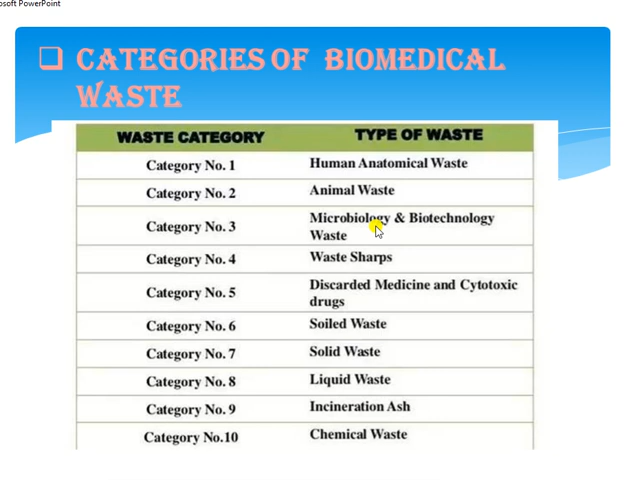 osoft PowerPoint
CATEGORIES OF BIOMEDICAL
WASTE
WASTE CATEGORY TYPE OF WASTE
Category No. 1 Human Anatomical Waste
Category No. 2 Animal Waste
Category No. 3 Microbiology & Biotechnology
Waste
Category No. 4 Waste Sharps
Category No. 5 Discarded Medicine and Cytotoxic
drugs
Category No. 6 Soiled Waste
Category No. 7 Solid Waste
Category No. 8 Liquid Waste
Category No. 9 Incineration Ash
Category No.10 Chemical Waste